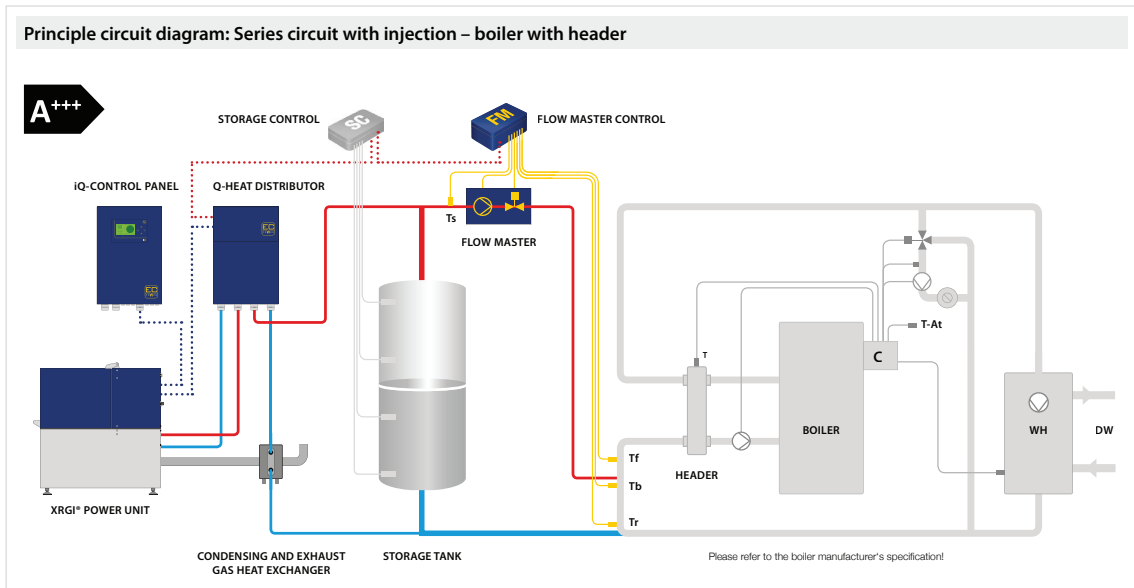 Principle circuit diagram: Series circuit with injection – boiler with header
A+++
STORAGE CONTROL
SC
FM
FLOW MASTER CONTROL
iQ-CONTROL PANEL
Q-HEAT DISTRIBUTOR
Ts
FLOW MASTER
EC
EC
T-At
T
C
BOILER
WH
DW
HEADER
Tf
Tb
Tr
XRGI® POWER UNIT
CONDENSING AND EXHAUST
GAS HEAT EXCHANGER
STORAGE TANK
Please refer to the boiler manufacturer's specification!